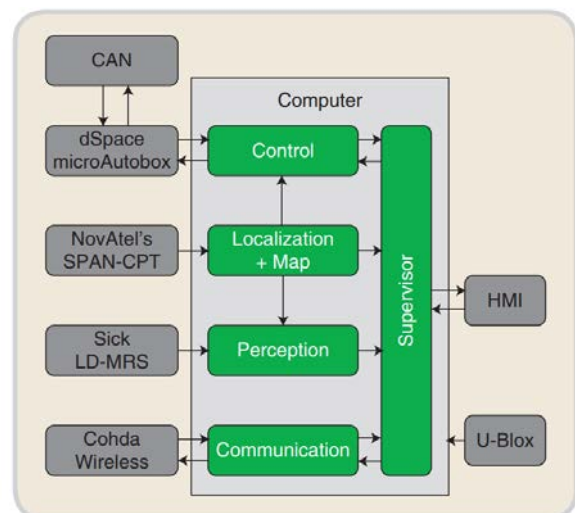 CAN
Computer
dSpace
microAutobox
Control
NovAtel's
SPAN-CPT
Localization
+ Map
Supervisor
HMI
Sick
LD-MRS
Perception
Cohda
Wireless
Communication
U-Blox